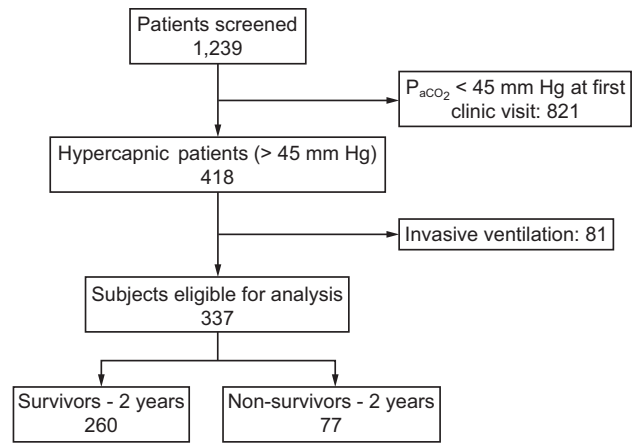 Patients screened
1,239
PaCO2 < 45 mm Hg at first
clinic visit: 821
Hypercapnic patients (> 45 mm Hg)
418
Invasive ventilation: 81
Subjects eligible for analysis
337
Survivors - 2 years
260
Non-survivors - 2 years
77